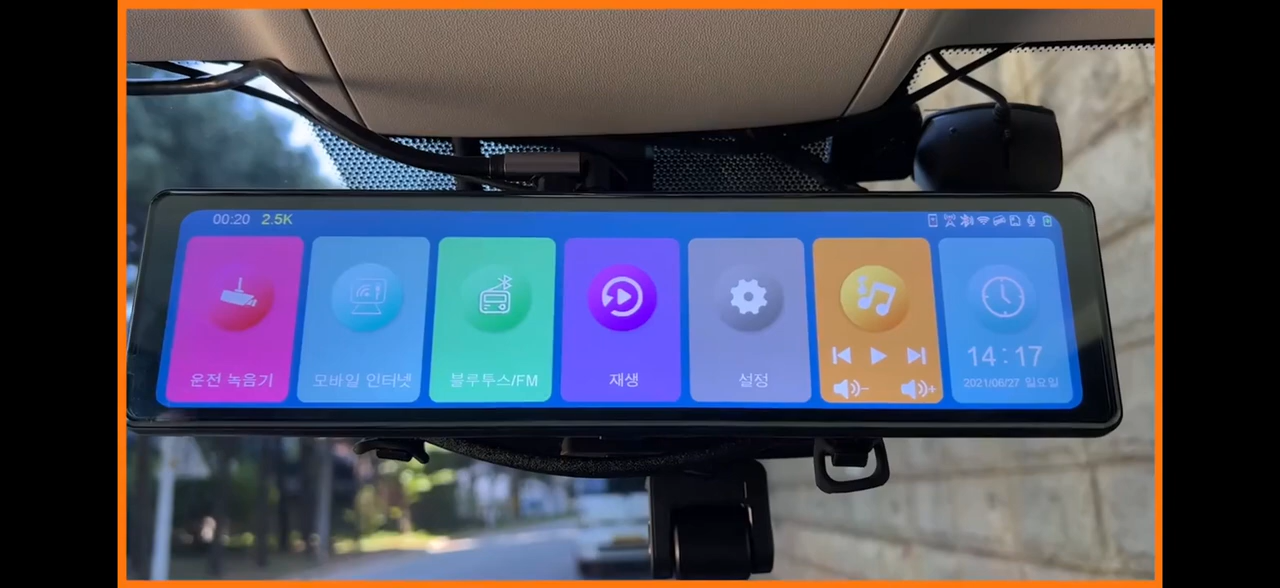 00:20 2.5K
운전 녹음기
모바일 인터넷
블루투스/FM
재생
설정
14:17
2021/06/27 일요일